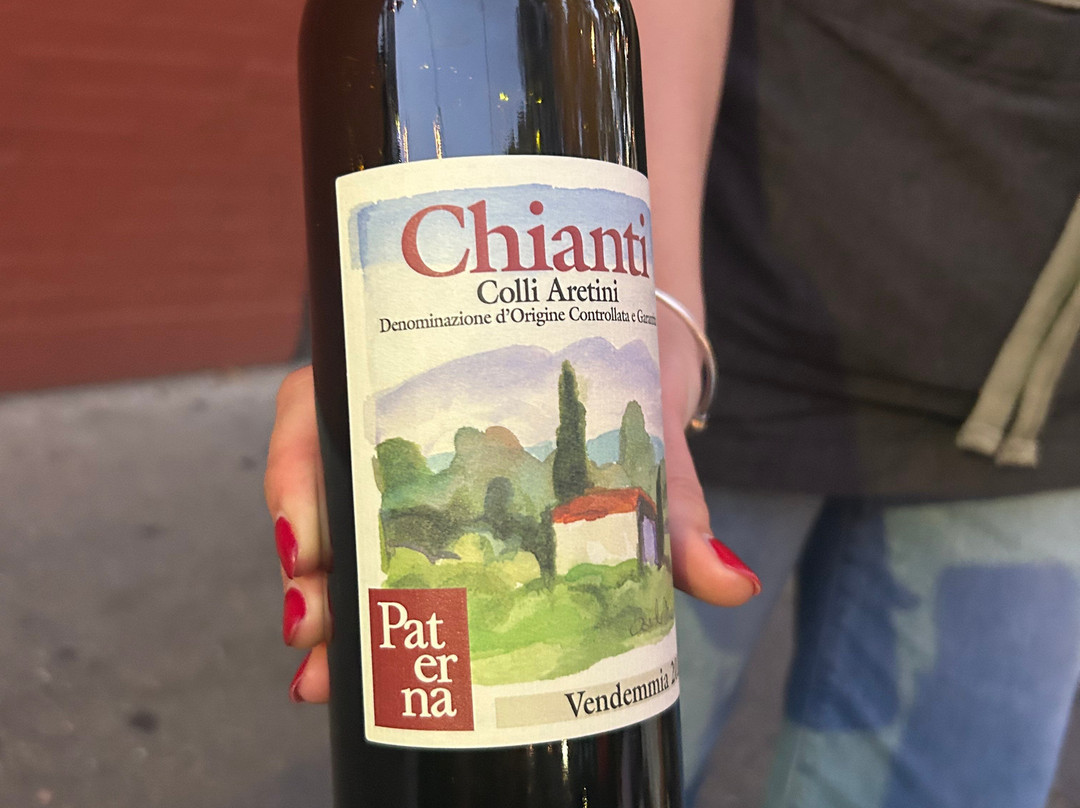 Chianti
Colli Aretini
Denominazione d'Origine Controllata e
Pat
er
na
Vendemmia